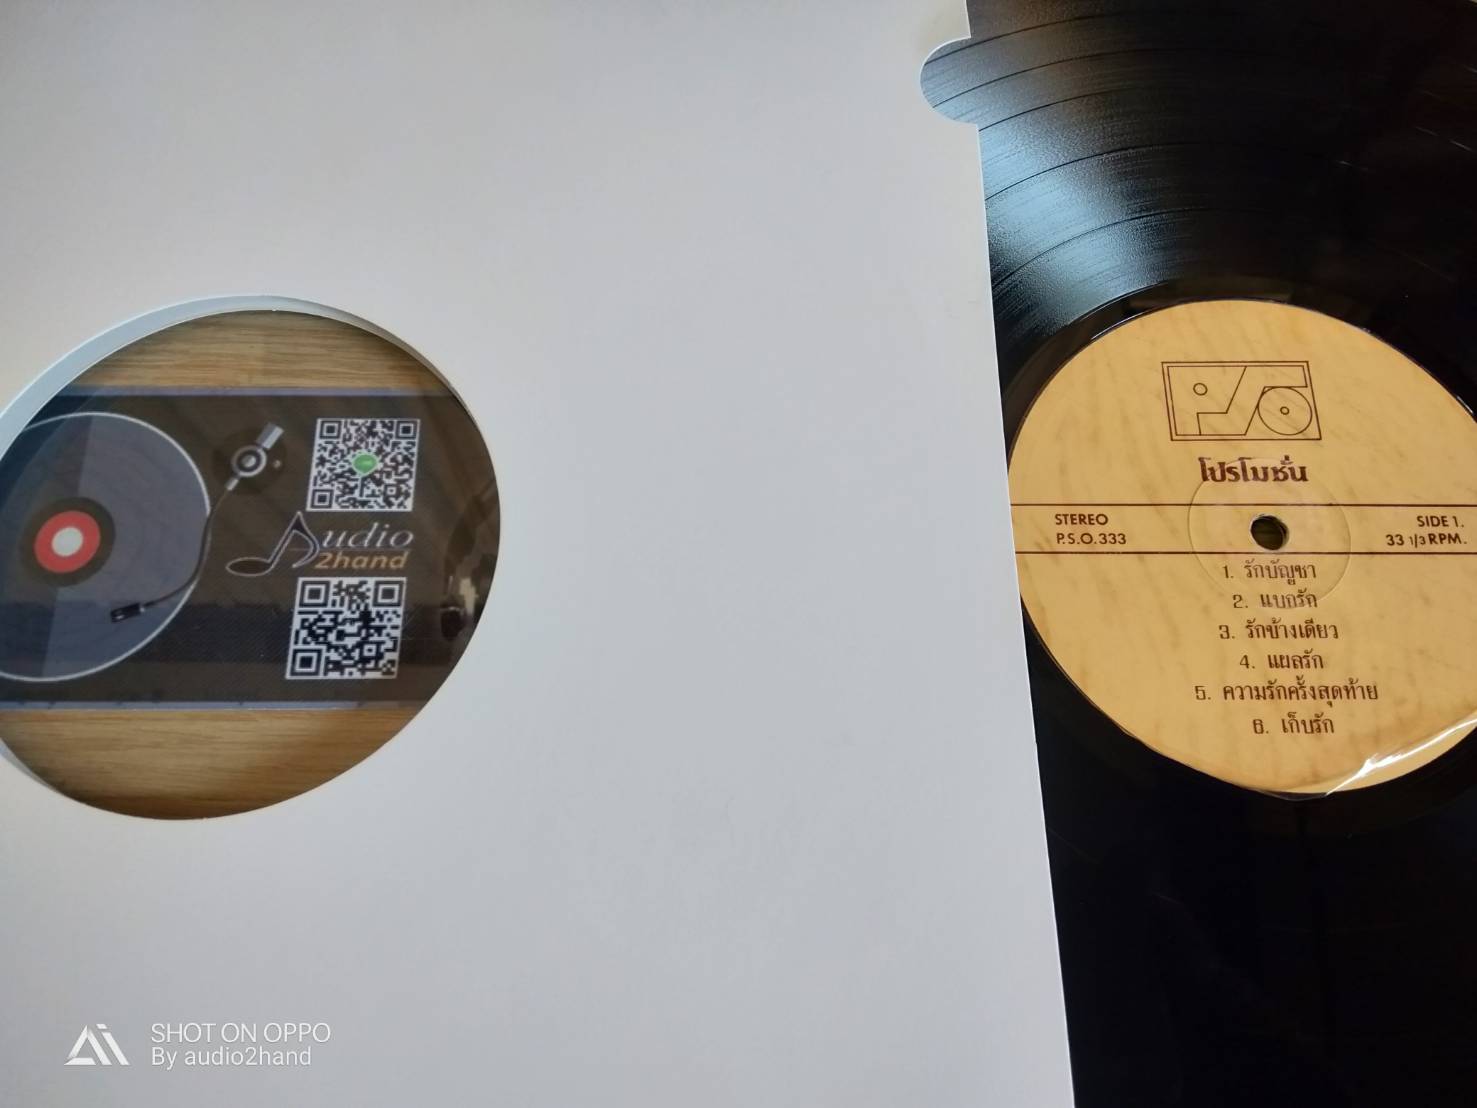 Audio
2hand
PSO
โปรโมชั่น
STEREO
P.S.O. 333
SIDE 1.
33 1/3 RPM.
1. รักบัญชา
2. แบกรัก
3. รักข้างเดียว
4. แผลรัก
5. ความรักครั้งสุดท้าย
6. เก็บรัก
SHOT ON OPPO
By audio2hand